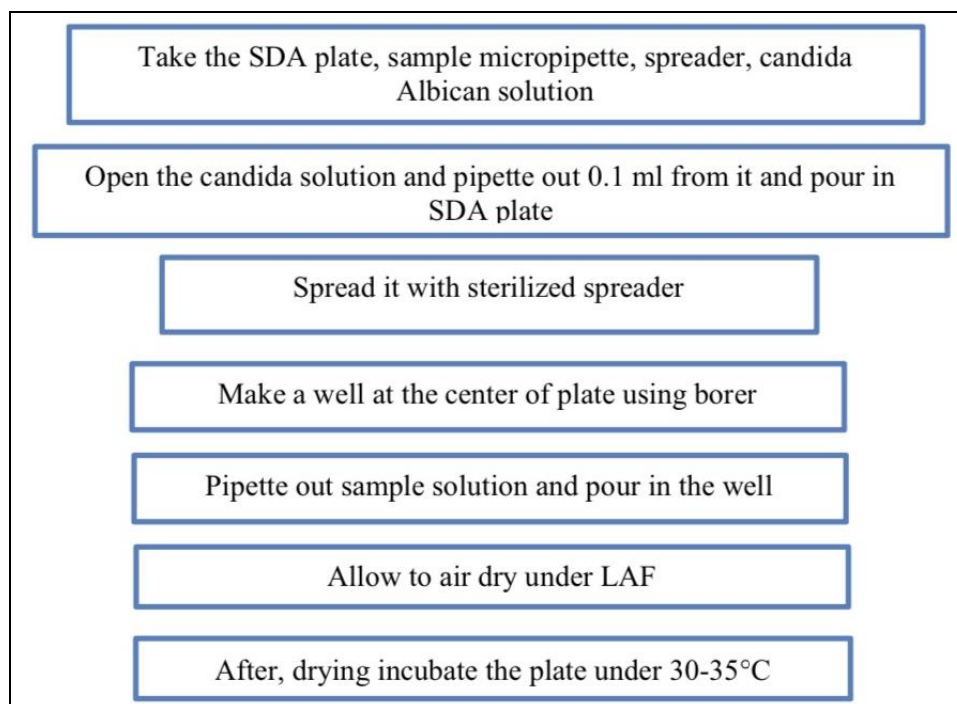 Take the SDA plate, sample micropipette, spreader, candida
Albican solution
Open the candida solution and pipette out 0.1 ml from it and pour in
SDA plate
Spread it with sterilized spreader
Make a well at the center of plate using borer
Pipette out sample solution and pour in the well
Allow to air dry under LAF
After, drying incubate the plate under 30-35°C